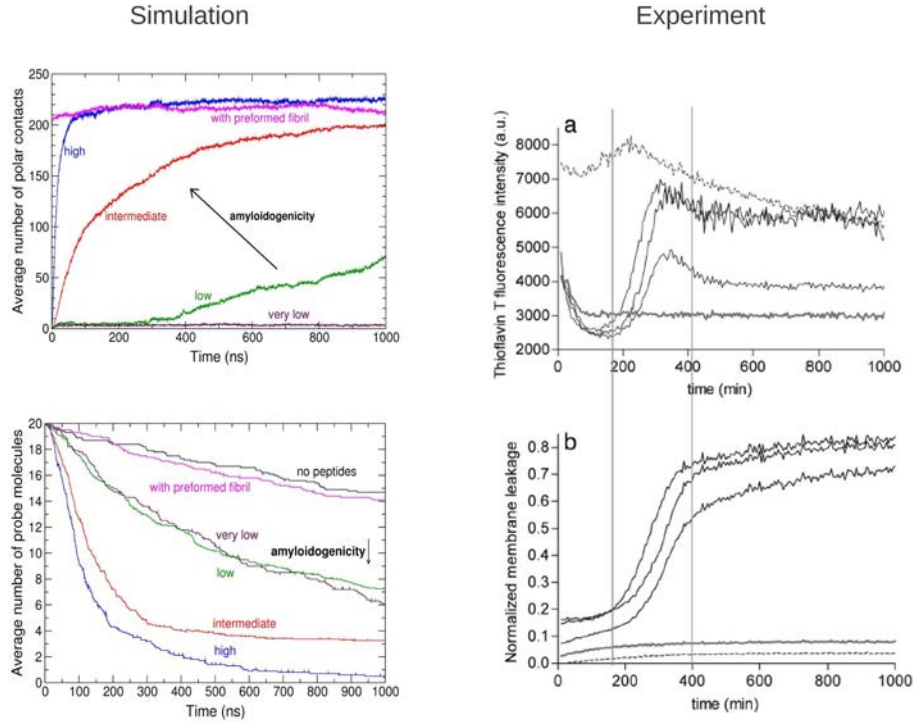 Simulation
Experiment
250
200
150
100
50
0
Average number of polar contacts
with preformed fibril
high
intermediate
amyloidogenicity
low
very low
0 200 400 600 800 1000
Time (ns)
a
8000
7000
6000
5000
4000
3000
2000
Thioflavin T fluorescence intensity (a.u.)
0 200 400 600 800 1000
time (min)
20
18
16
14
12
10
8
6
4
2
0
Average number of probe molecules
no peptides
with preformed fibril
very low
amyloidogenicity
low
intermediate
high
0 100 200 300 400 500 600 700 800 900 1000
Time (ns)
b
0.8
0.7
0.6
0.5
0.4
0.3
0.2
0.1
0.0
Normalized membrane leakage
0 200 400 600 800 1000
time (min)